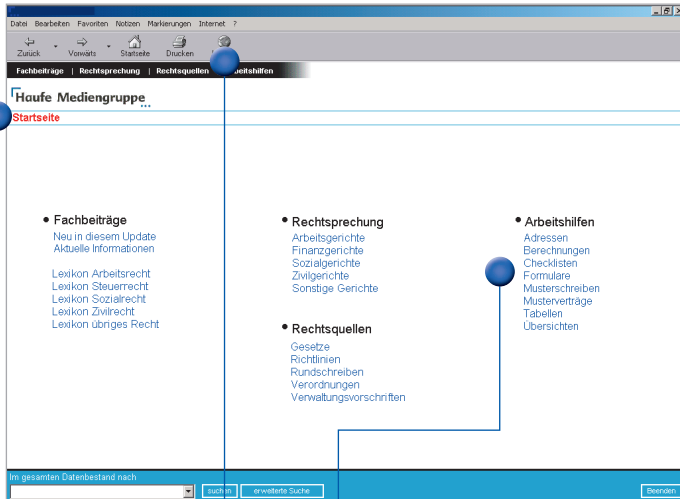 Datei Bearbeiten Favoriten Notizen Markierungen Internet ?
Zurück Vorwärts Startseite Drucken
Fachbeiträge | Rechtsprechung | Rechtsquellen
Haufe Mediengruppe
Startseite
Fachbeiträge
Neu in diesem Update
Aktuelle Informationen
Lexikon Arbeitsrecht
Lexikon Steuerrecht
Lexikon Sozialrecht
Lexikon Zivilrecht
Lexikon übriges Recht
Rechtsprechung
Arbeitsgerichte
Finanzgerichte
Sozialgerichte
Zivilgerichte
Sonstige Gerichte
Rechtsquellen
Gesetze
Richtlinien
Rundschreiben
Verordnungen
Verwaltungsvorschriften
Arbeitshilfen
Adressen
Berechnungen
Checklisten
Formulare
Musterschreiben
Musterverträge
Tabellen
Übersichten
Im gesamten Datenbestand nach
suchen erweiterte Suche Beenden